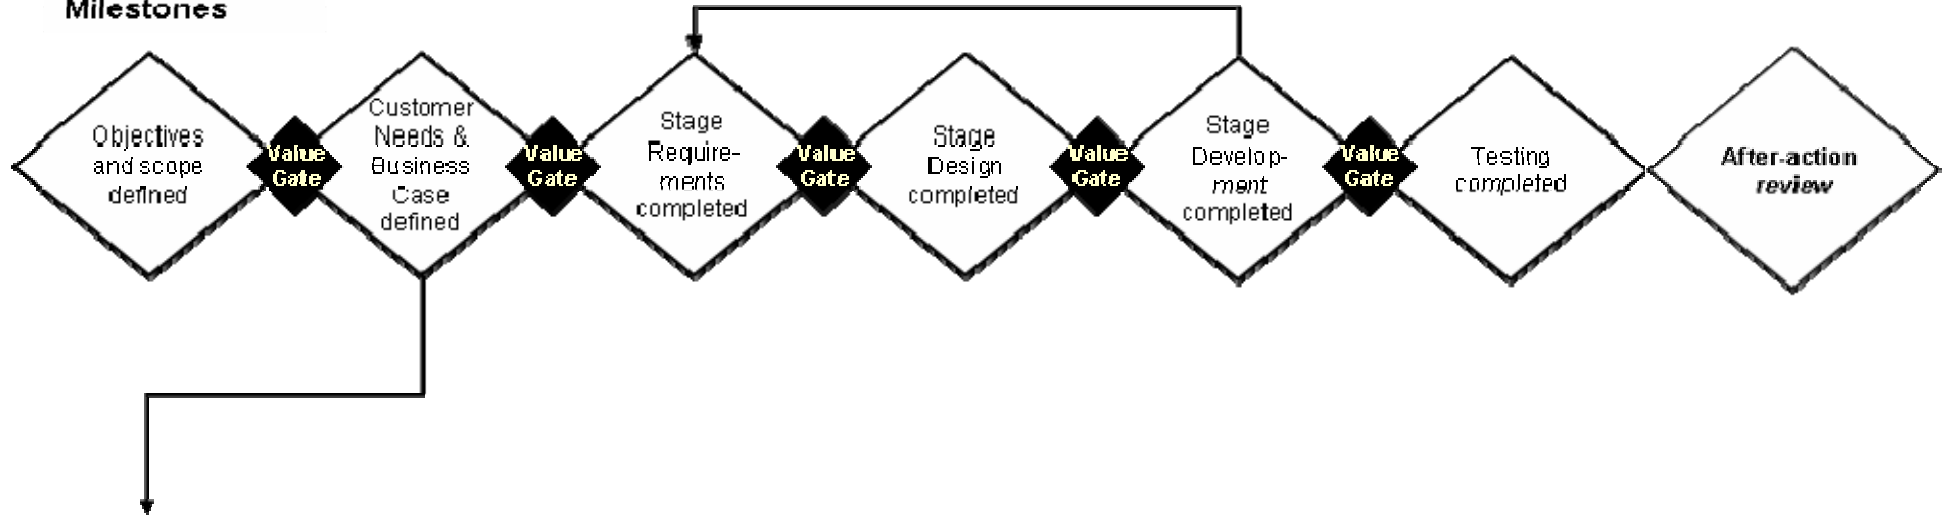 Milestones
Objectives
and scope
defined
Value
Gate
Customer
Needs &
Business
Case
defined
Value
Gate
Stage
Require-
ments
completed
Value
Gate
Stage
Design
completed
Value
Gate
Stage
Develop-
ment
completed
Value
Gate
Testing
completed
After-action
review